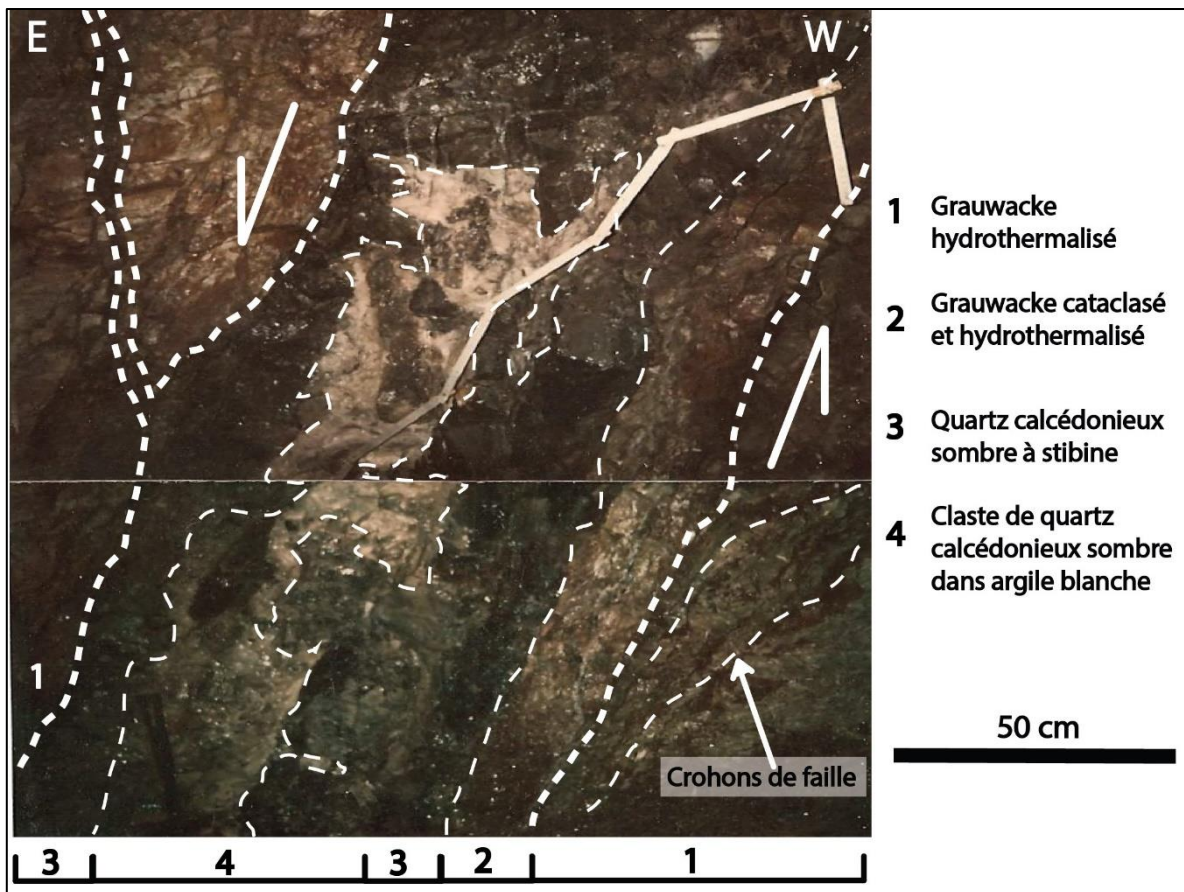 E
W
1 Grauwacke
hydrothermalisé
2 Grauwacke cataclasé
et hydrothermalisé
3 Quartz calcédonieux
sombre à stibine
4 Claste de quartz
calcédonieux sombre
dans argile blanche
1
50 cm
Crohons de faille
3 4 3 2 1